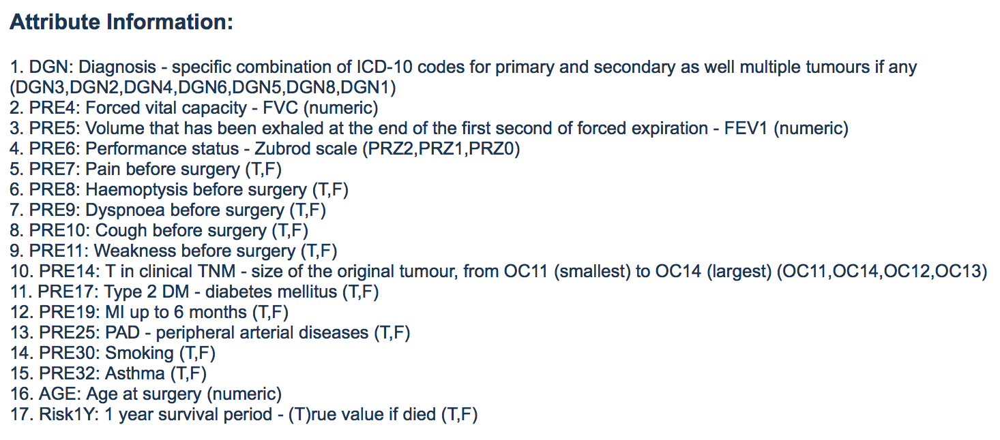 Attribute Information:
1. DGN: Diagnosis - specific combination of ICD-10 codes for primary and secondary as well multiple tumours if any
(DGN3,DGN2,DGN4,DGN6,DGN5,DGN8,DGN1)
2. PRE4: Forced vital capacity - FVC (numeric)
3. PRE5: Volume that has been exhaled at the end of the first second of forced expiration - FEV1 (numeric)
4. PRE6: Performance status - Zubrod scale (PRZ2,PRZ1,PRZ0)
5. PRE7: Pain before surgery (T,F)
6. PRE8: Haemoptysis before surgery (T,F)
7. PRE9: Dyspnoea before surgery (T,F)
8. PRE10: Cough before surgery (T,F)
9. PRE11: Weakness before surgery (T,F)
10. PRE14: T in clinical TNM - size of the original tumour, from OC11 (smallest) to OC14 (largest) (OC11,OC14,OC12,OC13)
11. PRE17: Type 2 DM - diabetes mellitus (T,F)
12. PRE19: MI up to 6 months (T,F)
13. PRE25: PAD - peripheral arterial diseases (T,F)
14. PRE30: Smoking (T,F)
15. PRE32: Asthma (T,F)
16. AGE: Age at surgery (numeric)
17. Risk1Y: 1 year survival period - (T)rue value if died (T,F)